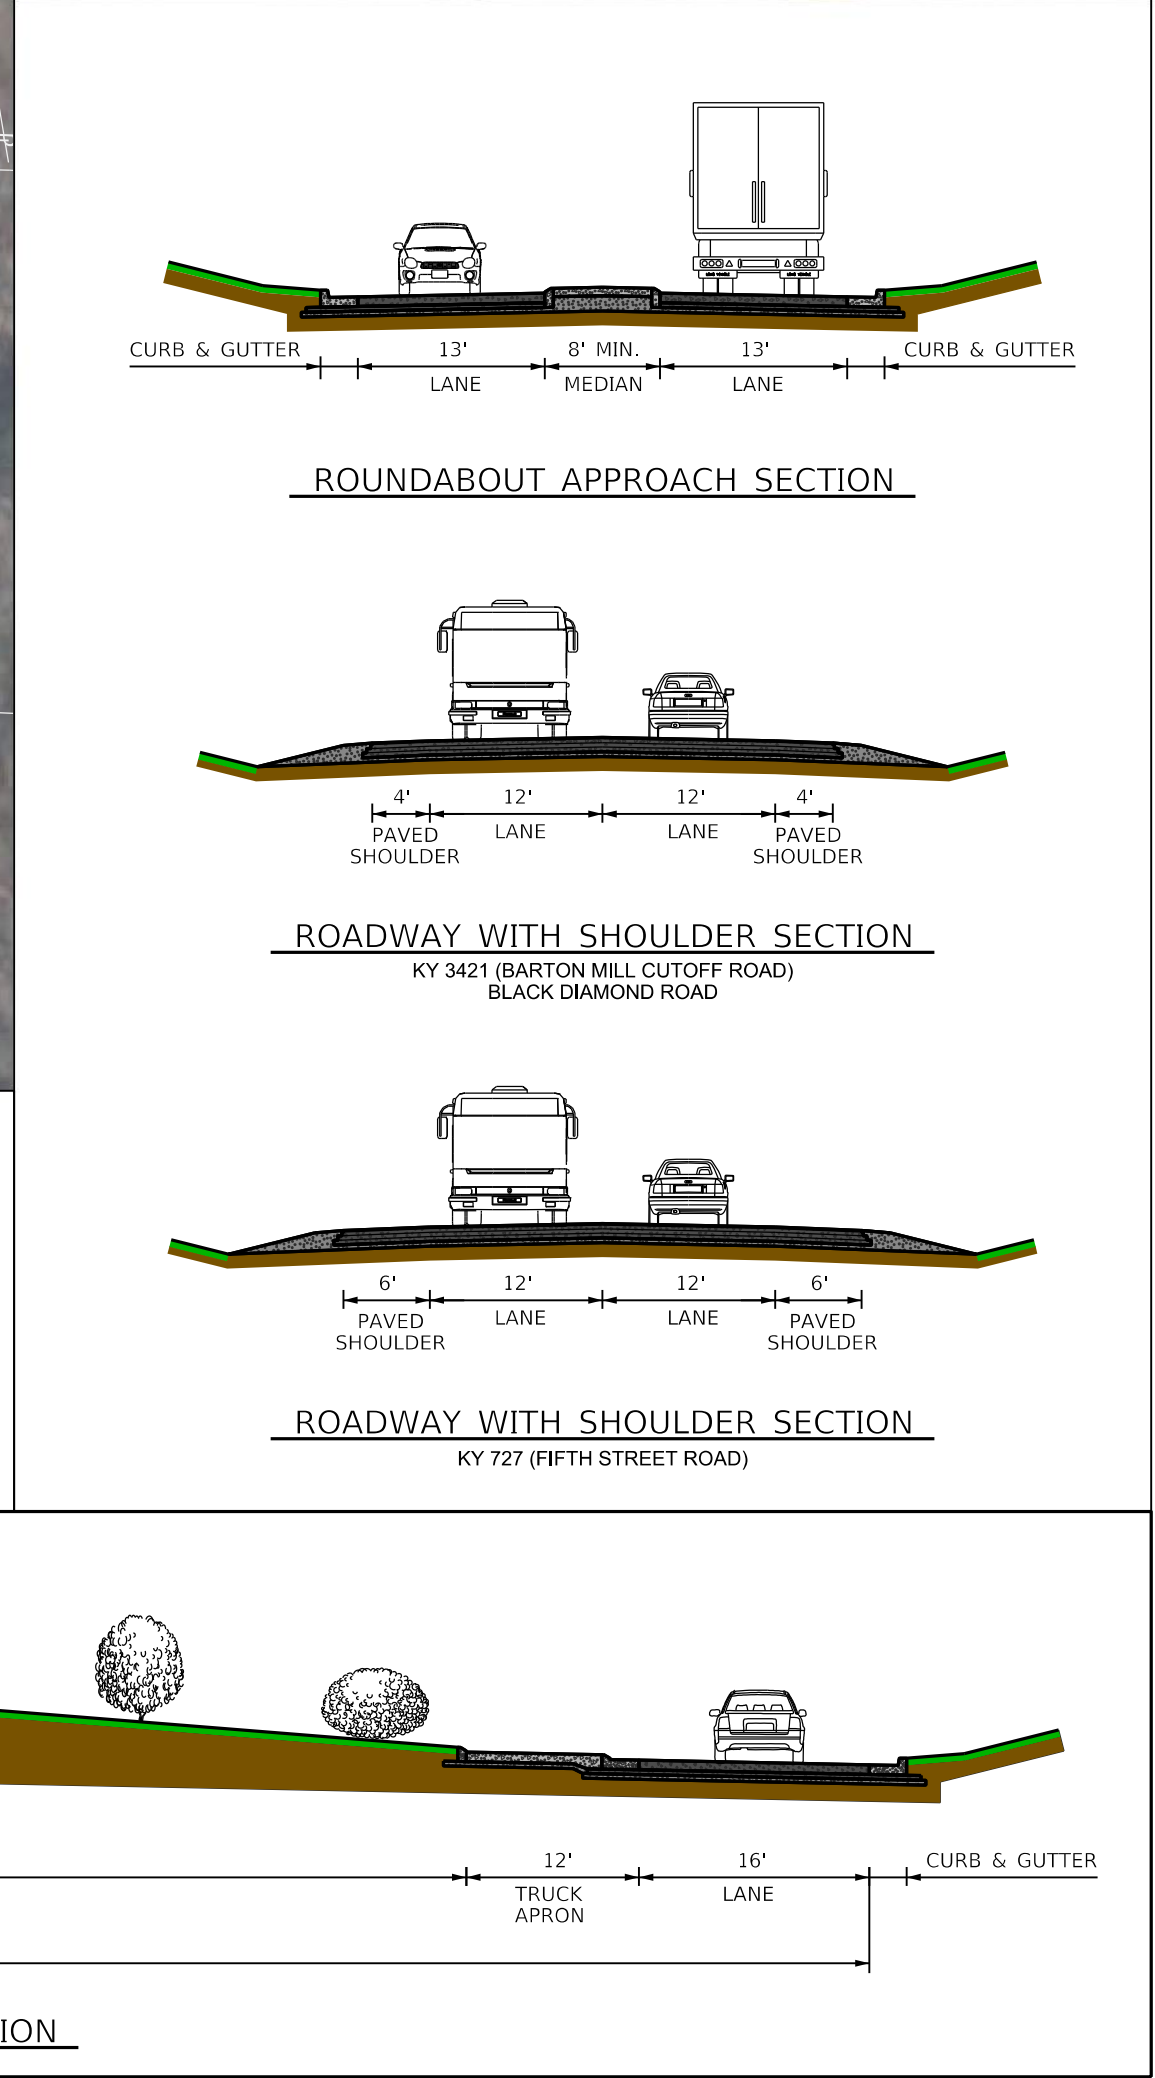 CURB & GUTTER 13' 8' MIN. 13' CURB & GUTTER
LANE MEDIAN LANE
ROUNDABOUT APPROACH SECTION
4' 12' 12' 4'
PAVED LANE LANE PAVED
SHOULDER SHOULDER
ROADWAY WITH SHOULDER SECTION
KY 3421 (BARTON MILL CUTOFF ROAD)
BLACK DIAMOND ROAD
6' 12' 12' 6'
PAVED LANE LANE PAVED
SHOULDER SHOULDER
ROADWAY WITH SHOULDER SECTION
KY 727 (FIFTH STREET ROAD)
12' 16' CURB & GUTTER
TRUCK LANE
APRON
ION